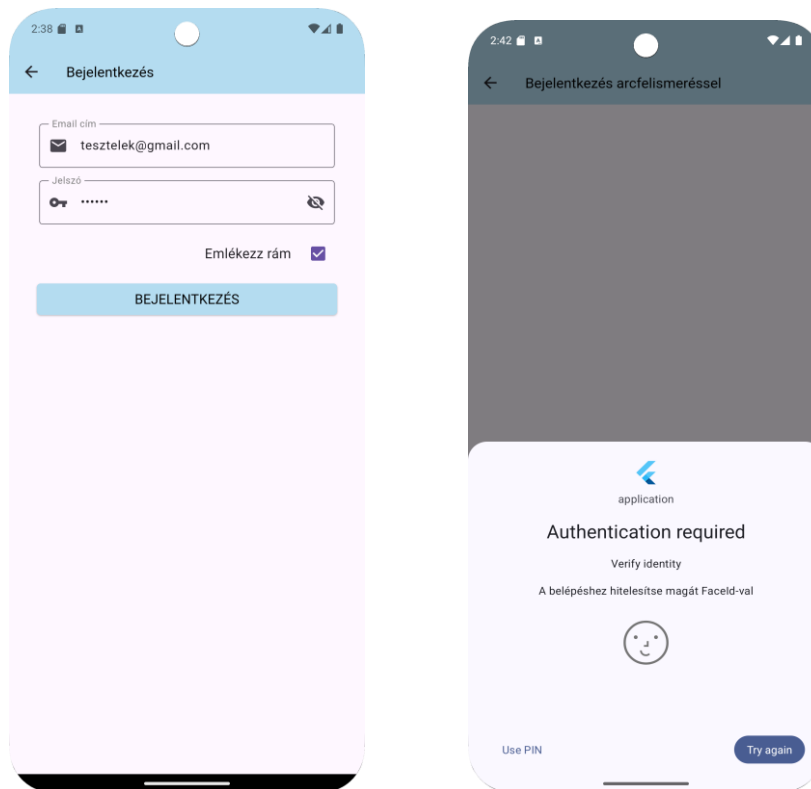 2:38
Bejelentkezés
Email cím
tesztelek@gmail.com
Jelszó
••••••
Emlékezz rám
BEJELENTKEZÉS
2:42
Bejelentkezés arcfelismeréssel
application
Authentication required
Verify identity
A belépéshez hitelesítse magát FaceId-val
Use PIN
Try again